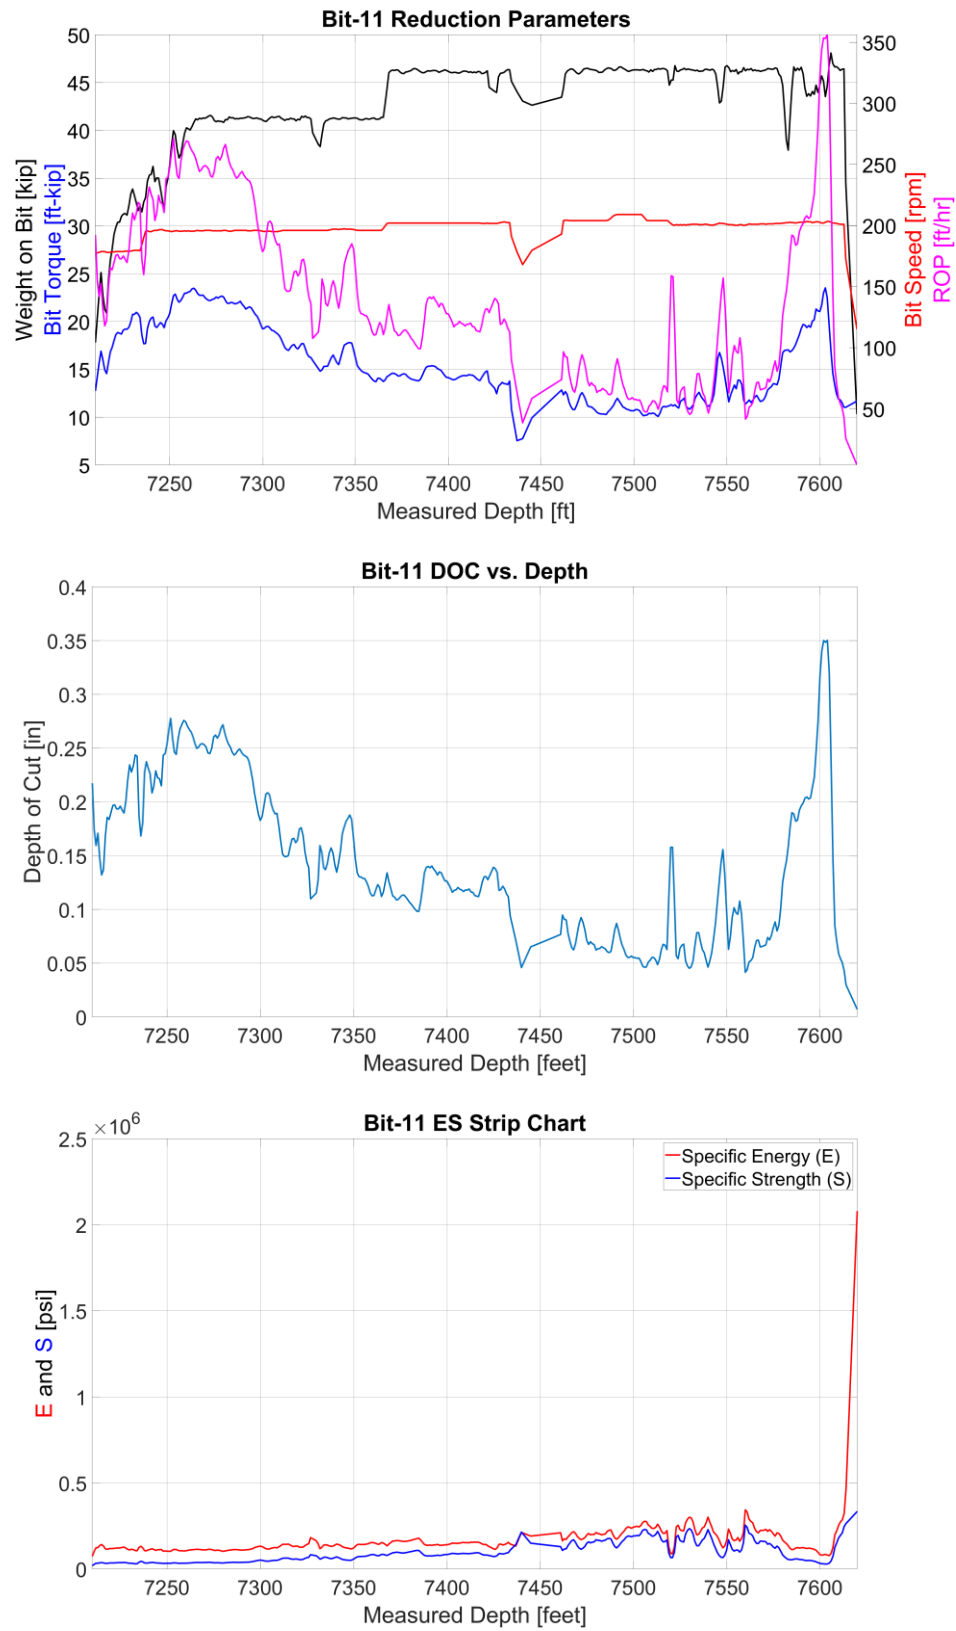 Bit-11 Reduction Parameters
Weight on Bit [kip]
Bit Torque [ft-kip]
50
45
40
35
30
25
20
15
10
5
350
300
250
200
150
100
50
Bit Speed [rpm]
ROP [ft/hr]
7250 7300 7350 7400 7450 7500 7550 7600
Measured Depth [ft]
Bit-11 DOC vs. Depth
Depth of Cut [in]
0.4
0.35
0.3
0.25
0.2
0.15
0.1
0.05
0
7250 7300 7350 7400 7450 7500 7550 7600
Measured Depth [feet]
Bit-11 ES Strip Chart
×10^6
E and S [psi]
2.5
2
1.5
1
0.5
0
Specific Energy (E)
Specific Strength (S)
7250 7300 7350 7400 7450 7500 7550 7600
Measured Depth [feet]